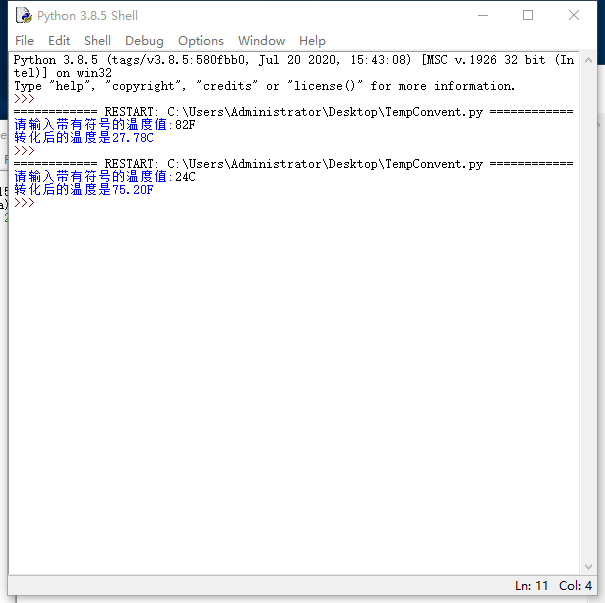 Python 3.8.5 Shell
File Edit Shell Debug Options Window Help
Python 3.8.5 (tags/v3.8.5:580fbb0, Jul 20 2020, 15:43:08) [MSC v.1926 32 bit (In
tel)] on win32
Type "help", "copyright", "credits" or "license()" for more information.
>>>
============ RESTART: C:\Users\Administrator\Desktop\TempConvent.py ============
请输入带有符号的温度值:82F
转化后的温度是27.78C
>>>
============ RESTART: C:\Users\Administrator\Desktop\TempConvent.py ============
请输入带有符号的温度值:24C
转化后的温度是75.20F
>>>
Ln: 11 Col: 4